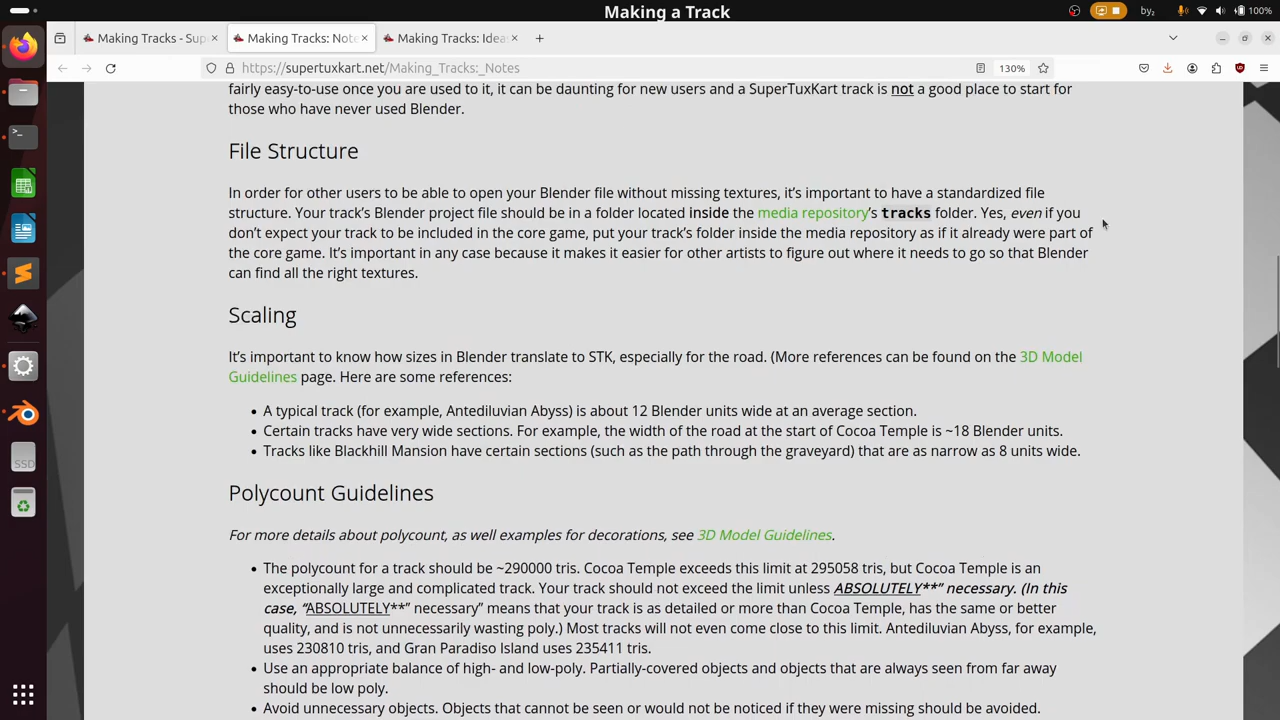 Making a Track
by₂
100%
Making Tracks - Sup
Making Tracks: Note
Making Tracks: Idea
https://supertuxkart.net/Making_Tracks:_Notes
130%
fairly easy-to-use once you are used to it, it can be daunting for new users and a SuperTuxKart track is not a good place to start for
those who have never used Blender.
File Structure
In order for other users to be able to open your Blender file without missing textures, it’s important to have a standardized file
structure. Your track’s Blender project file should be in a folder located inside the media repository’s tracks folder. Yes, even if you
don’t expect your track to be included in the core game, put your track’s folder inside the media repository as if it already were part of
the core game. It’s important in any case because it makes it easier for other artists to figure out where it needs to go so that Blender
can find all the right textures.
Scaling
It’s important to know how sizes in Blender translate to STK, especially for the road. (More references can be found on the 3D Model
Guidelines page. Here are some references:
• A typical track (for example, Antediluvian Abyss) is about 12 Blender units wide at an average section.
• Certain tracks have very wide sections. For example, the width of the road at the start of Cocoa Temple is ~18 Blender units.
• Tracks like Blackhill Mansion have certain sections (such as the path through the graveyard) that are as narrow as 8 units wide.
Polycount Guidelines
For more details about polycount, as well examples for decorations, see 3D Model Guidelines.
• The polycount for a track should be ~290000 tris. Cocoa Temple exceeds this limit at 295058 tris, but Cocoa Temple is an
exceptionally large and complicated track. Your track should not exceed the limit unless ABSOLUTELY**” necessary. (In this
case, “ABSOLUTELY**” necessary” means that your track is as detailed or more than Cocoa Temple, has the same or better
quality, and is not unnecessarily wasting poly.) Most tracks will not even come close to this limit. Antediluvian Abyss, for example,
uses 230810 tris, and Gran Paradiso Island uses 235411 tris.
• Use an appropriate balance of high- and low-poly. Partially-covered objects and objects that are always seen from far away
should be low poly.
• Avoid unnecessary objects. Objects that cannot be seen or would not be noticed if they were missing should be avoided.
SSD